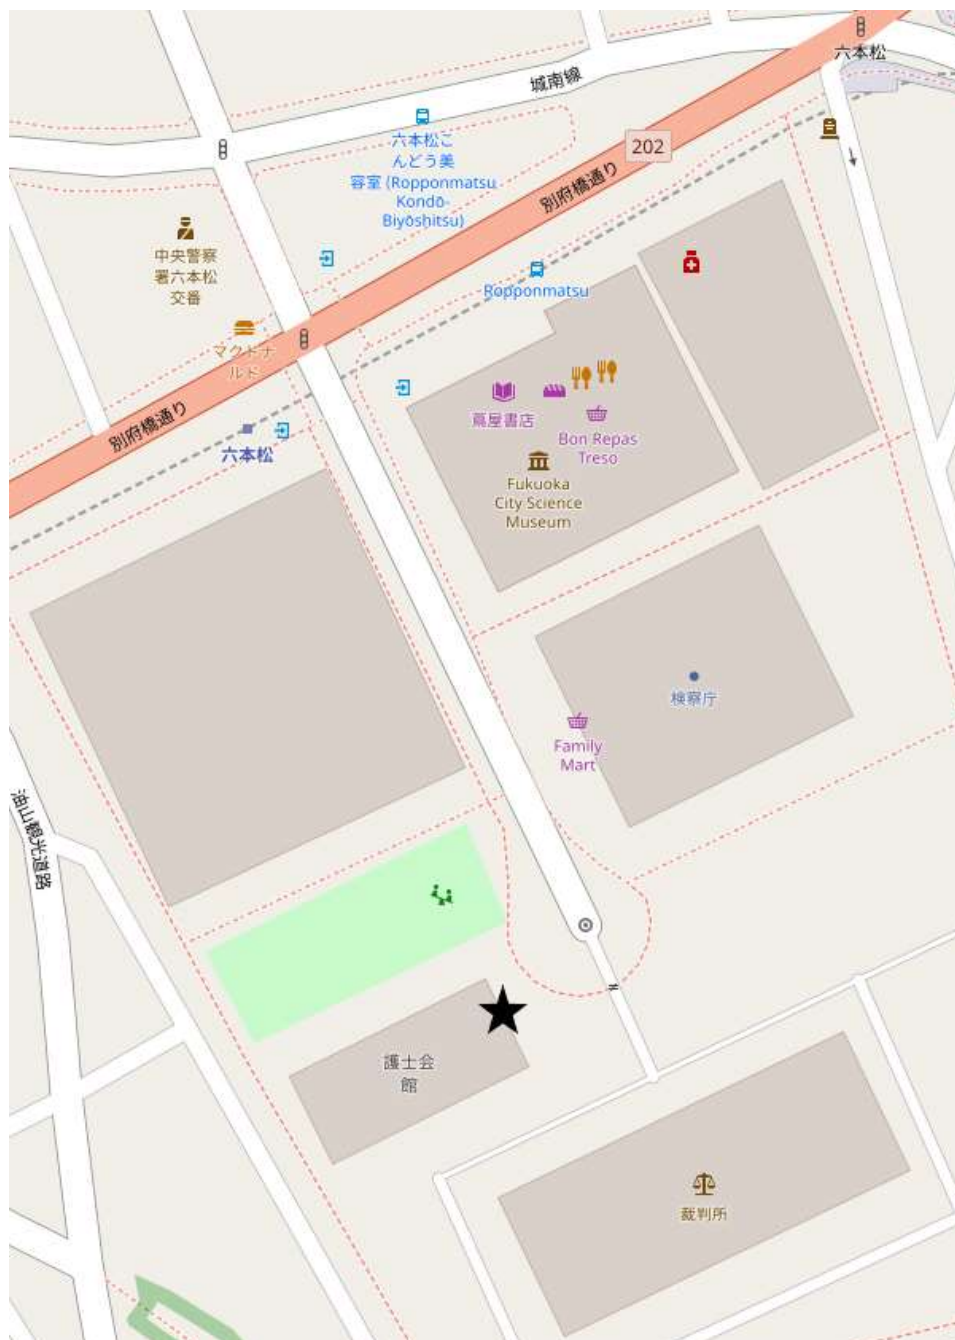 六本松
城南線
六本松こ
んどう美
容室 (Ropponmatsu
Kondō-
Biyōshitsu)
202
別府橋通り
中央警察
署六本松
交番
Ropponmatsu
マクドナ
ルド
別府橋通り
六本松
蔦屋書店
Bon Repas
Treso
Fukuoka
City Science
Museum
検察庁
Family
Mart
油山観光道路
護士会
館
裁判所